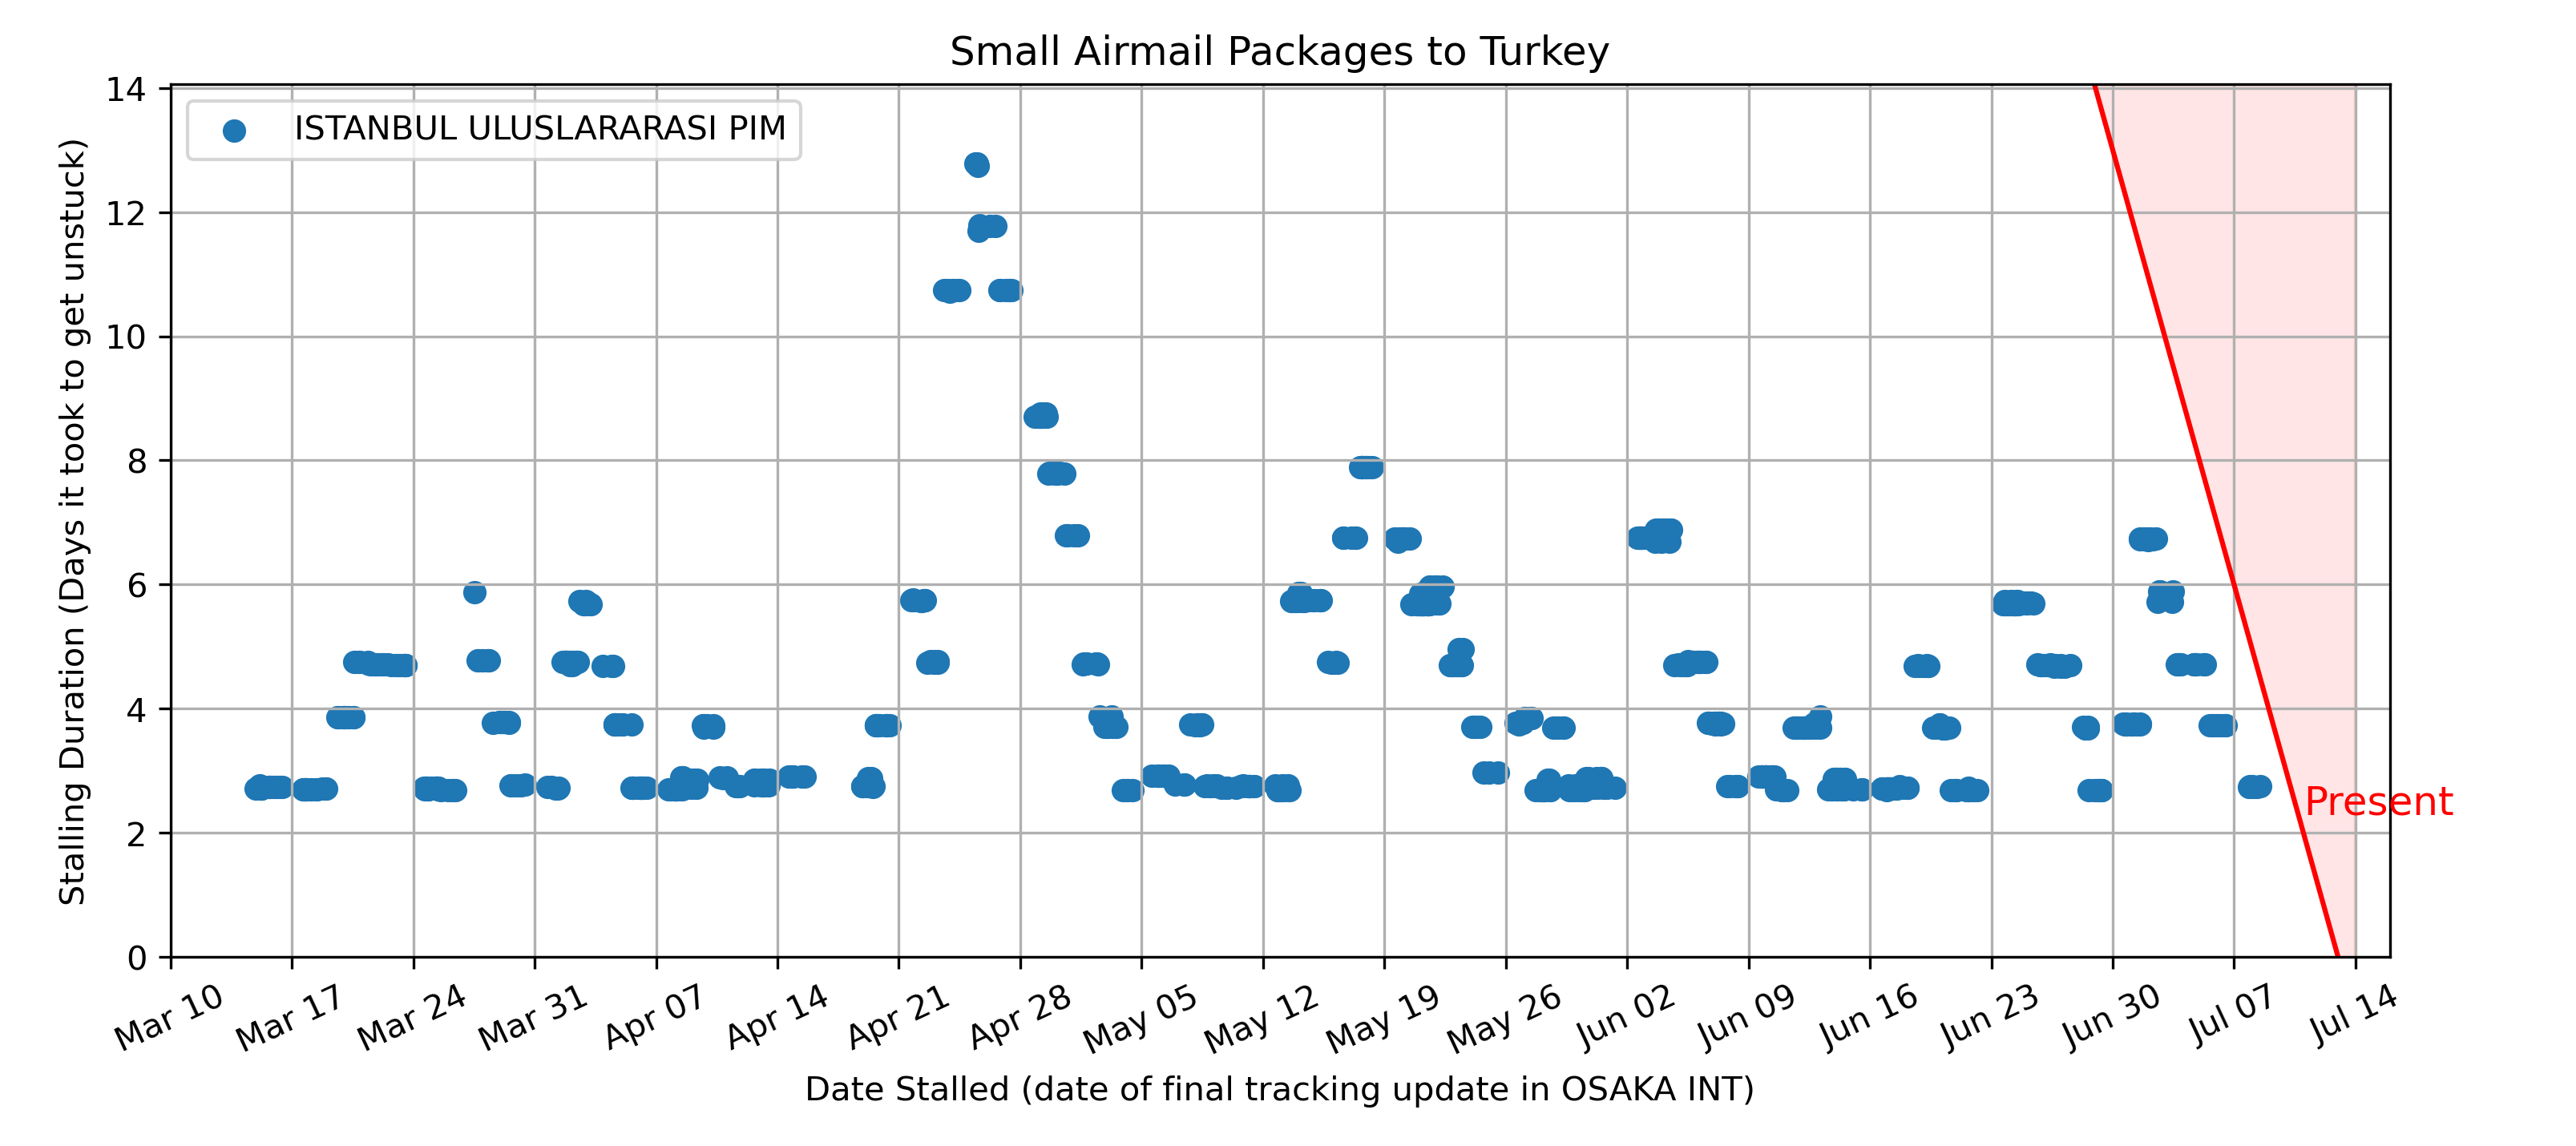 Small Airmail Packages to Turkey
ISTANBUL ULUSLARARASI PIM
Stalling Duration (Days it took to get unstuck)
14
12
10
8
6
4
2
0
Present
Mar 10
Mar 17
Mar 24
Mar 31
Apr 07
Apr 14
Apr 21
Apr 28
May 05
May 12
May 19
May 26
Jun 02
Jun 09
Jun 16
Jun 23
Jun 30
Jul 07
Jul 14
Date Stalled (date of final tracking update in OSAKA INT)